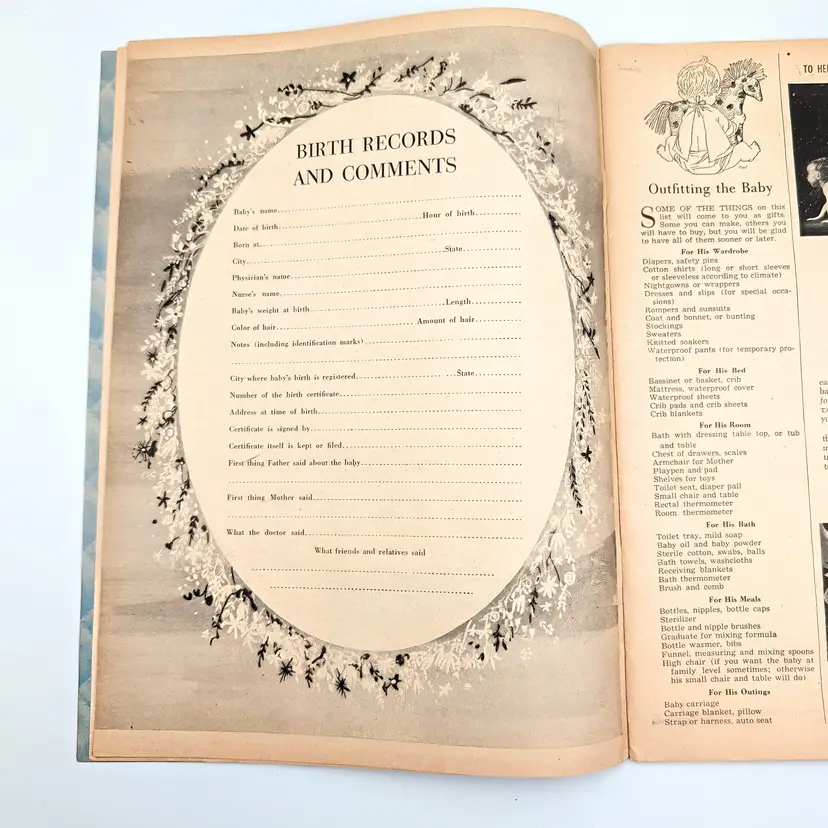 BIRTH RECORDS
AND COMMENTS
Baby's name
Date of birth Hour of birth
Born at
City State
Physician's name
Nurse's name
Baby's weight at birth Length
Color of hair Amount of hair
Notes (including identification marks)
City where baby's birth is registered State
Number of the birth certificate
Address at time of birth
Certificate is signed by
Certificate itself is kept or filed
First thing Father said about the baby
First thing Mother said
What the doctor said
What friends and relatives said
Outfitting the Baby
SOME OF THE THINGS on this
list will come to you as gifts.
Some you can make, others you
will have to buy, but you will be glad
to have all of them sooner or later.
For His Wardrobe
Diapers, safety pins
Cotton shirts (long or short sleeves
or sleeveless according to climate)
Nightgowns or wrappers
Dresses and slips (for special occa-
sions)
Rompers and sunsuits
Coat and bonnet, or bunting
Stockings
Sweaters
Knitted soakers
Waterproof pants (for temporary pro-
tection)
For His Bed
Bassinet or basket, crib
Mattress, waterproof cover
Waterproof sheets
Crib pads and crib sheets
Crib blankets
For His Room
Bath with dressing table top, or tub
and table
Chest of drawers, scales
Armchair for Mother
Playpen and pad
Shelves for toys
Toilet seat, diaper pail
Small chair and table
Rectal thermometer
Room thermometer
For His Bath
Toilet tray, mild soap
Baby oil and baby powder
Sterile cotton, swabs, balls
Bath towels, washcloths
Receiving blankets
Bath thermometer
Brush and comb
For His Meals
Bottles, nipples, bottle caps
Sterilizer
Bottle and nipple brushes
Graduate for mixing formula
Bottle warmer, bibs
Funnel, measuring and mixing spoons
High chair (if you want the baby at
family level sometimes; otherwise
his small chair and table will do)
For His Outings
Baby carriage
Carriage blanket, pillow
Strap or harness, auto seat
TO HE